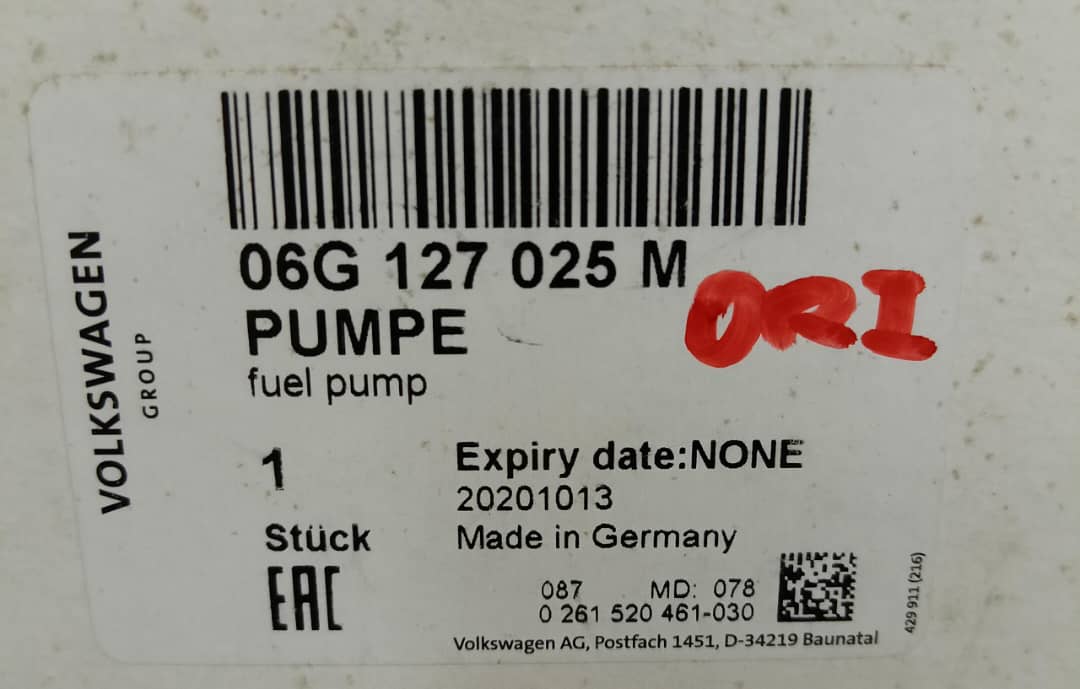 VOLKSWAGEN
GROUP
06G 127 025 M
ORI
PUMPE
fuel pump
1
Stück
EAC
Expiry date:NONE
20201013
Made in Germany
087 MD: 078
0 261 520 461-030
429 911 (216)
Volkswagen AG, Postfach 1451, D-34219 Baunatal